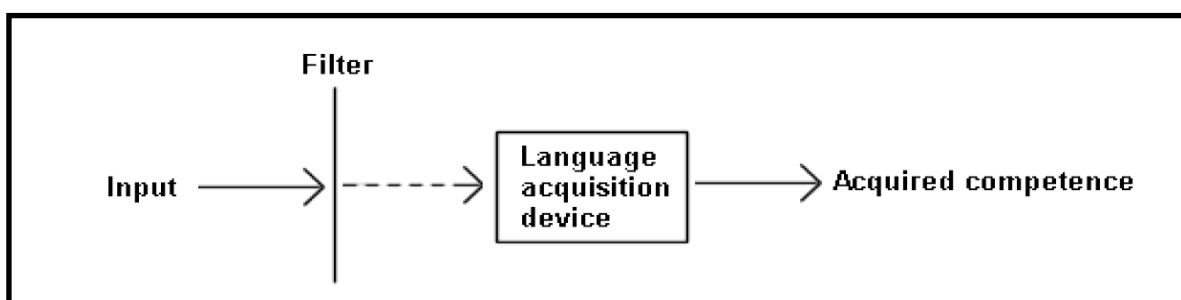 Filter
Input
Language
acquisition
device
Acquired competence